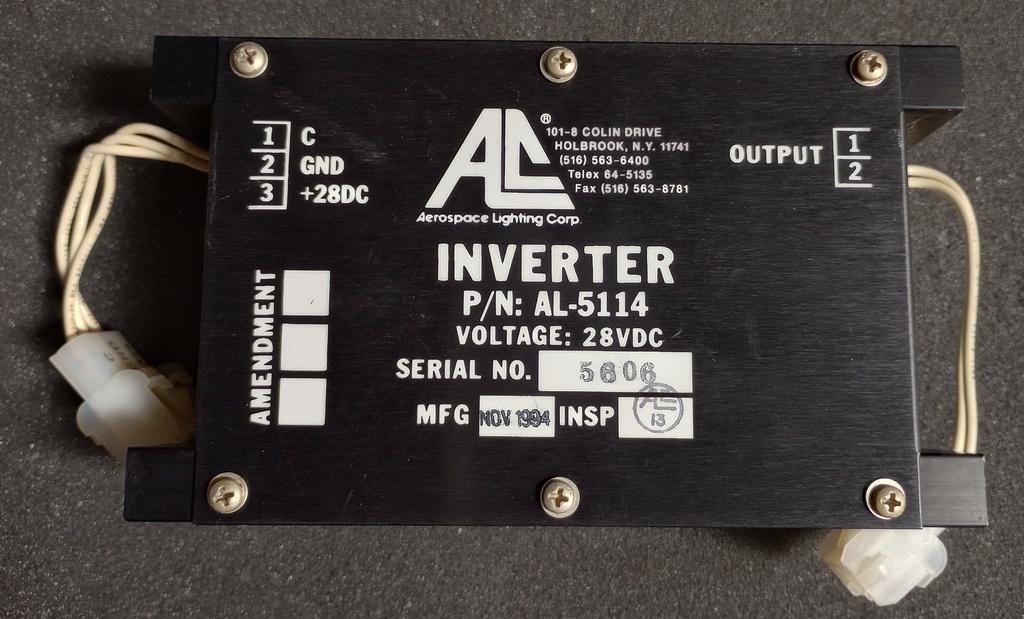 1 C
2 GND
3 +28DC
ALC®
101-8 COLIN DRIVE
HOLBROOK, N.Y. 11741
(516) 563-6400
Telex 64-5135
Fax (516) 563-8781
Aerospace Lighting Corp.
OUTPUT 1
2
INVERTER
P/N: AL-5114
VOLTAGE: 28VDC
SERIAL NO. 5606
MFG NOV 1994 INSP ALC 13
AMENDMENT